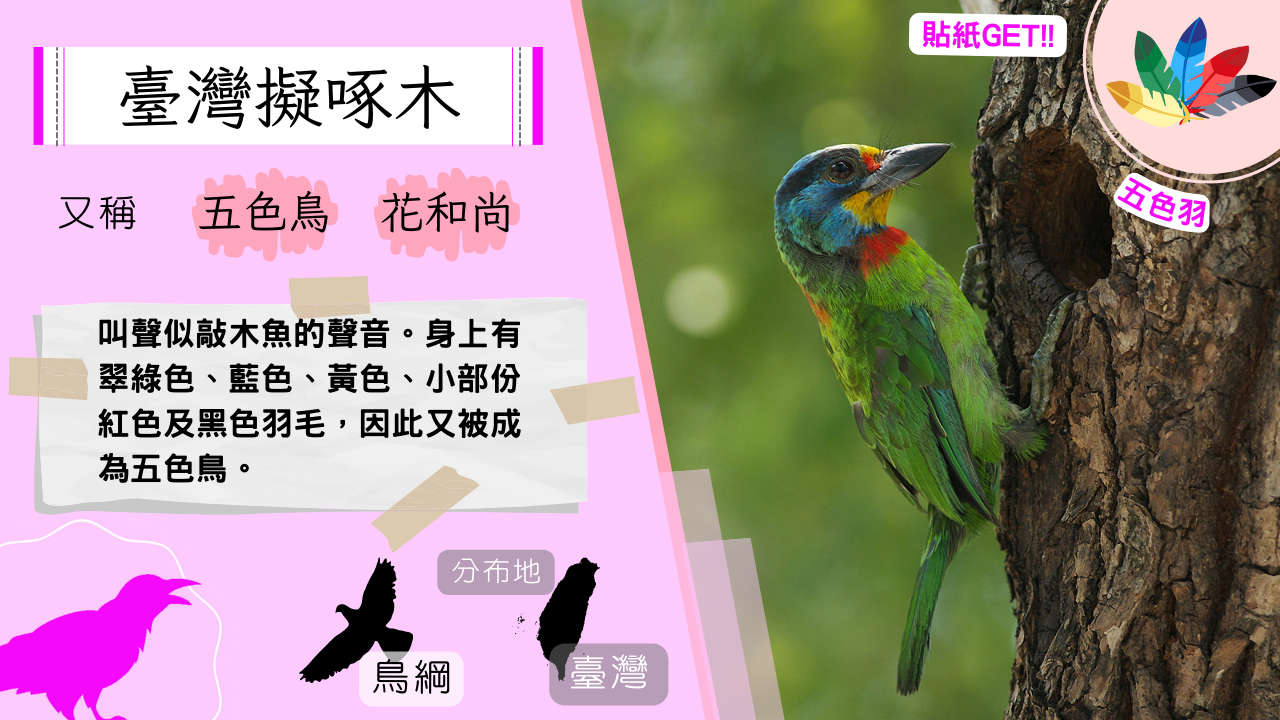 臺灣擬啄木
又稱 五色鳥 花和尚
叫聲似敲木魚的聲音。身上有
翠綠色、藍色、黃色、小部份
紅色及黑色羽毛，因此又被成
為五色鳥。
分布地
鳥綱
臺灣
貼紙GET!!
五色羽